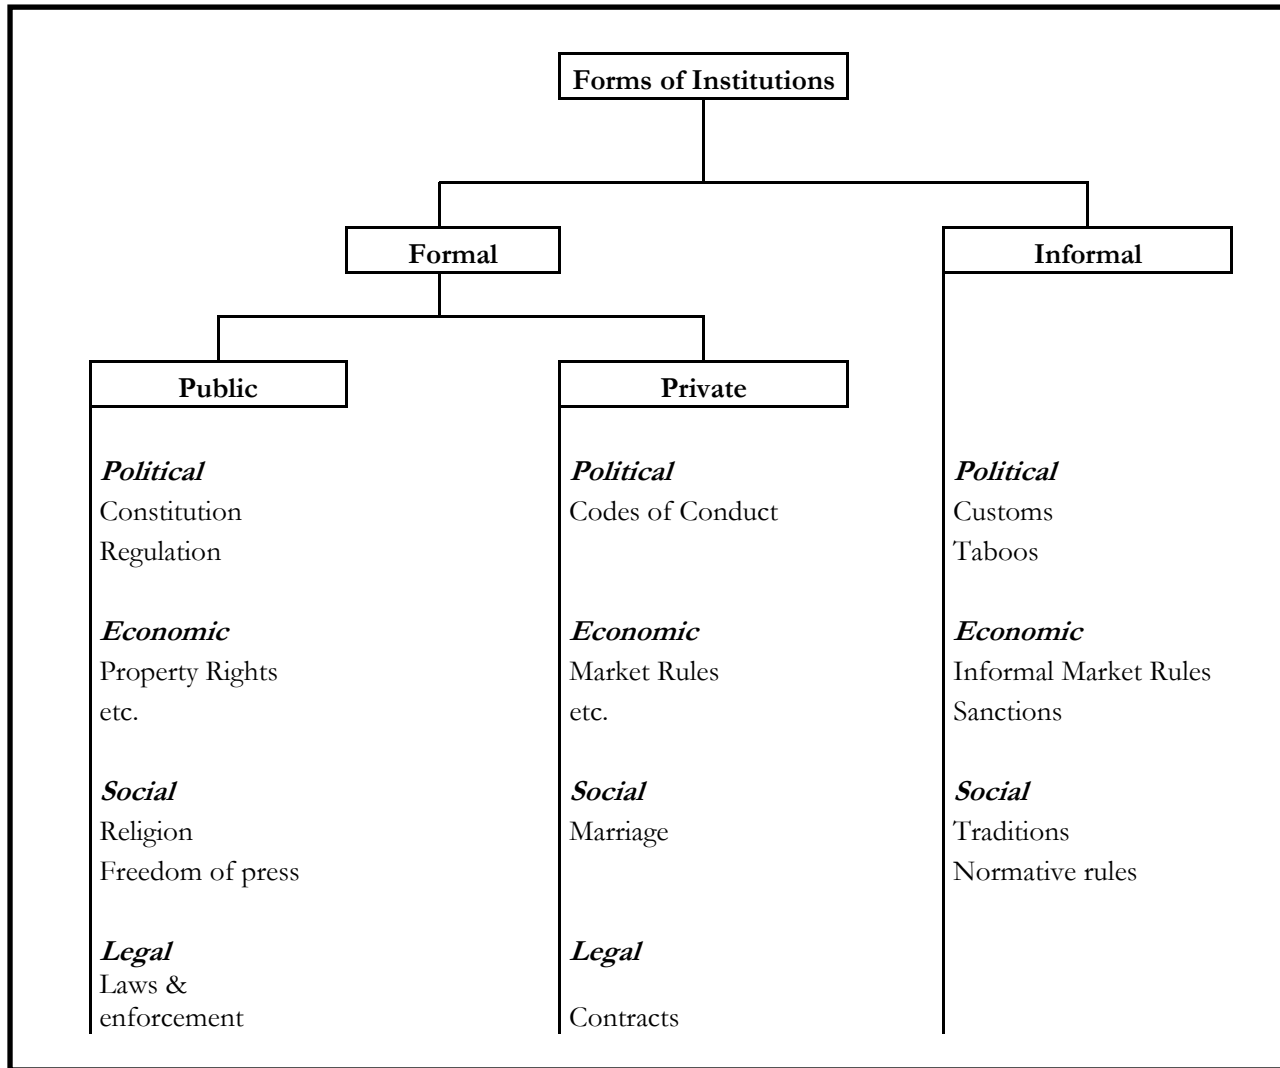 Forms of Institutions
Formal
Informal
Public
Private
Political
Constitution
Regulation
Economic
Property Rights
etc.
Social
Religion
Freedom of press
Legal
Laws &
enforcement
Political
Codes of Conduct
Economic
Market Rules
etc.
Social
Marriage
Legal
Contracts
Political
Customs
Taboos
Economic
Informal Market Rules
Sanctions
Social
Traditions
Normative rules